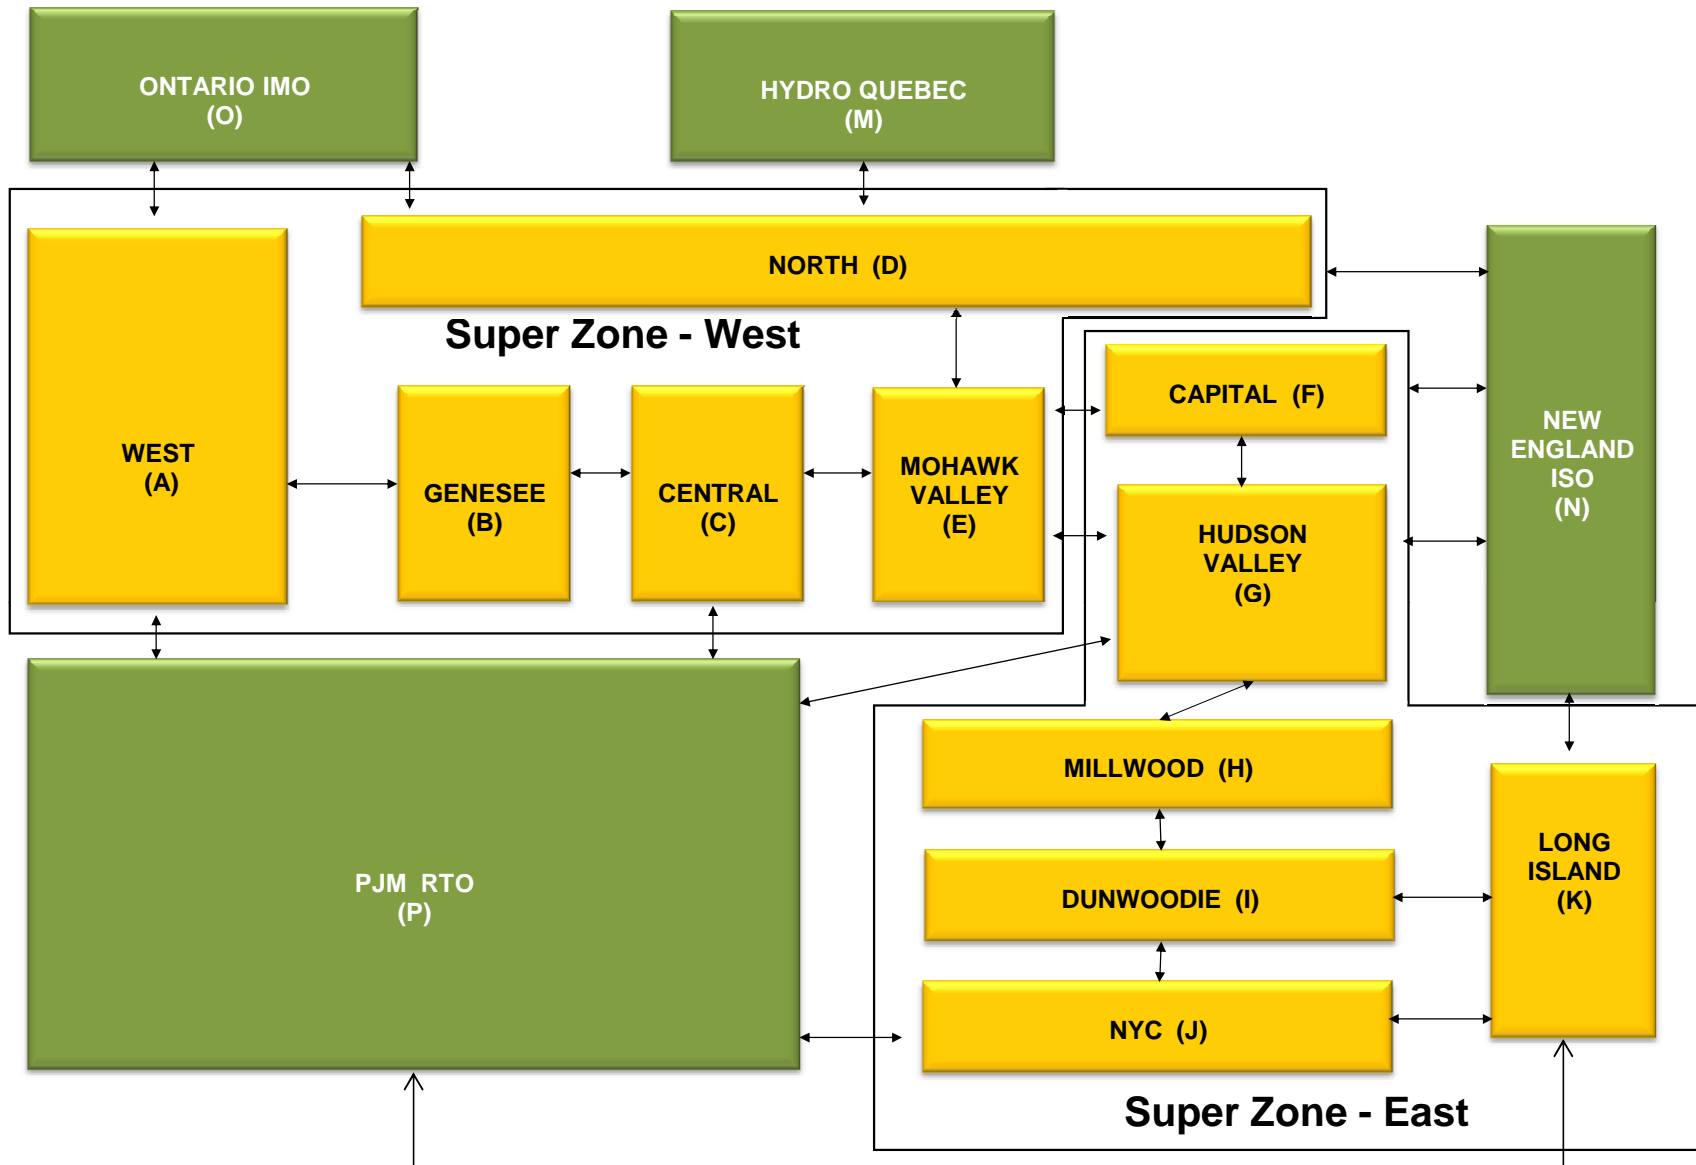 ONTARIO IMO
(O)
HYDRO QUEBEC
(M)
NORTH (D)
Super Zone - West
WEST
(A)
GENESEE
(B)
CENTRAL
(C)
MOHAWK
VALLEY
(E)
CAPITAL (F)
HUDSON
VALLEY
(G)
NEW
ENGLAND
ISO
(N)
MILLWOOD (H)
PJM RTO
(P)
DUNWOODIE (I)
LONG
ISLAND
(K)
NYC (J)
Super Zone - East